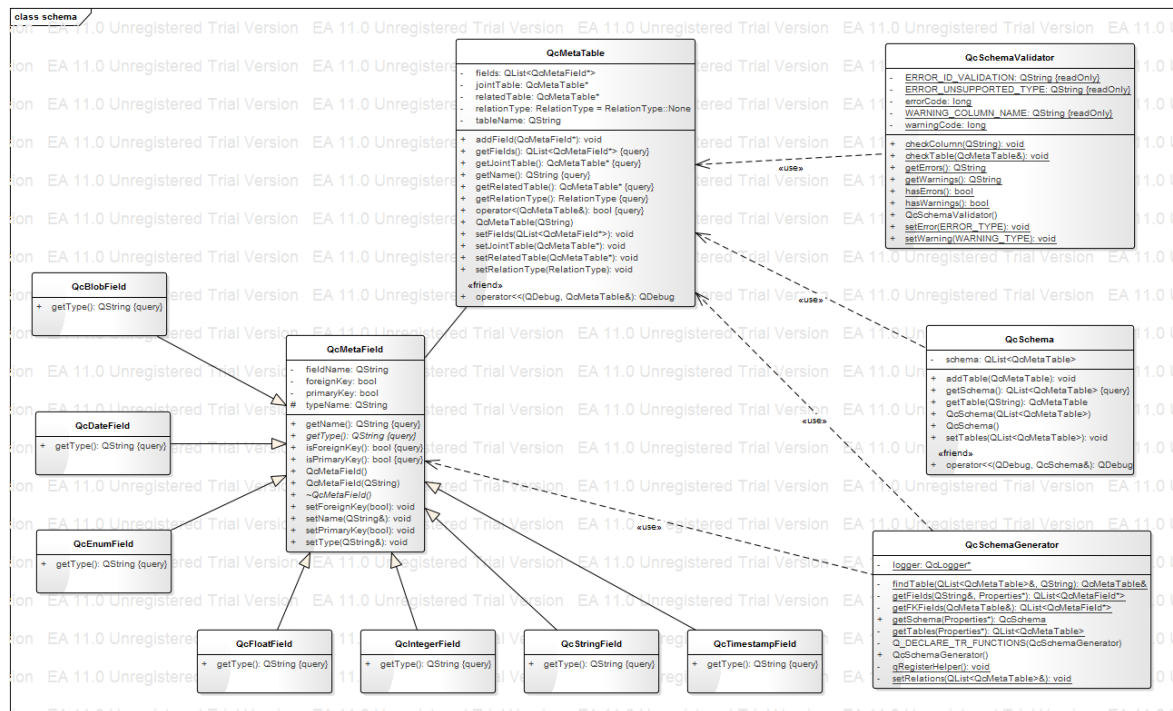 class schema
EA 11.0 Unregistered Trial Version
QcMetaTable
- fields: QList<QcMetaField*>
- jointTable: QcMetaTable*
- relatedTable: QcMetaTable*
- relationType: RelationType = RelationType::None
- tableName: QString
+ addField(QcMetaField*): void
+ getFields(): QList<QcMetaField*> {query}
+ getJointTable(): QcMetaTable* {query}
+ getName(): QString {query}
+ getRelatedTable(): QcMetaTable* {query}
+ getRelationType(): RelationType {query}
+ operator<(QcMetaTable&): bool {query}
+ QcMetaTable(QString)
+ setFields(QList<QcMetaField*>): void
+ setJointTable(QcMetaTable*): void
+ setRelatedTable(QcMetaTable*): void
+ setRelationType(RelationType): void
«friend»
+ operator<<(QDebug, QcMetaTable&): QDebug
QcSchemaValidator
- ERROR_ID_VALIDATION: QString {readOnly}
- ERROR_UNSUPPORTED_TYPE: QString {readOnly}
- errorCode: long
- WARNING_COLUMN_NAME: QString {readOnly}
- warningCode: long
+ checkColumn(QString): void
+ checkTable(QcMetaTable&): void
+ getErrors(): QString
+ getWarnings(): QString
+ hasErrors(): bool
+ hasWarnings(): bool
+ QcSchemaValidator()
+ setError(ERROR_TYPE): void
+ setWarning(WARNING_TYPE): void
«use»
«use»
«use»
«use»
QcBlobField
+ getType(): QString {query}
QcMetaField
- fieldName: QString
- foreignKey: bool
- primaryKey: bool
# typeName: QString
+ getName(): QString {query}
+ getType(): QString {query}
+ isForeignKey(): bool {query}
+ isPrimaryKey(): bool {query}
+ QcMetaField()
+ QcMetaField(QString)
+ ~QcMetaField()
+ setForeignKey(bool): void
+ setName(QString&): void
+ setPrimaryKey(bool): void
+ setType(QString&): void
QcSchema
- schema: QList<QcMetaTable>
+ addTable(QcMetaTable): void
+ getSchema(): QList<QcMetaTable> {query}
+ getTable(QString): QcMetaTable
+ QcSchema(QList<QcMetaTable>)
+ QcSchema()
+ setTables(QList<QcMetaTable>): void
«friend»
+ operator<<(QDebug, QcSchema&): QDebug
QcDateField
+ getType(): QString {query}
QcEnumField
+ getType(): QString {query}
QcSchemaGenerator
- logger: QcLogger*
- findTable(QList<QcMetaTable>&, QString): QcMetaTable&
- getFields(QString&, Properties*): QList<QcMetaField*>
- getFKFields(QcMetaTable&): QList<QcMetaField*>
+ getSchema(Properties*): QcSchema
- getTables(Properties*): QList<QcMetaTable>
- Q_DECLARE_TR_FUNCTIONS(QcSchemaGenerator)
+ QcSchemaGenerator()
- qRegisterHelper(): void
- setRelations(QList<QcMetaTable>&): void
QcFloatField
+ getType(): QString {query}
QcIntegerField
+ getType(): QString {query}
QcStringField
+ getType(): QString {query}
QcTimestampField
+ getType(): QString {query}